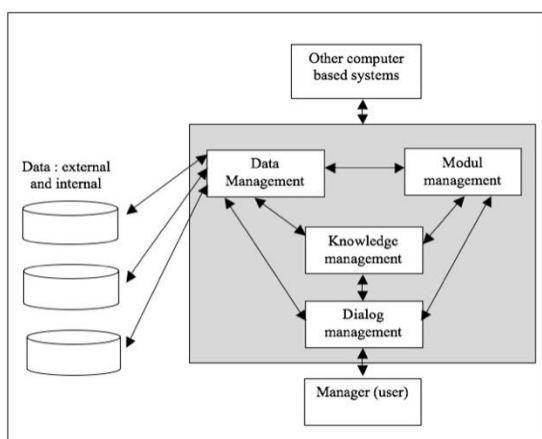 Other computer
based systems
Data : external
and internal
Data
Management
Modul
management
Knowledge
management
Dialog
management
Manager (user)